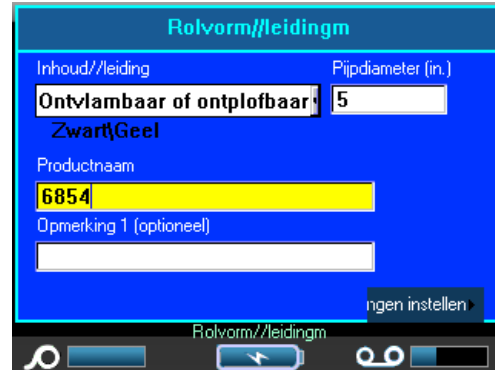 Rolvorm//leidingm
Inhoud//leiding Pijpdiameter (in.)
Ontvlambaar of ontplofbaar 5
Zwart\Geel
Productnaam
6854
Opmerking 1 (optioneel)
instellen
Rolvorm//leidingm